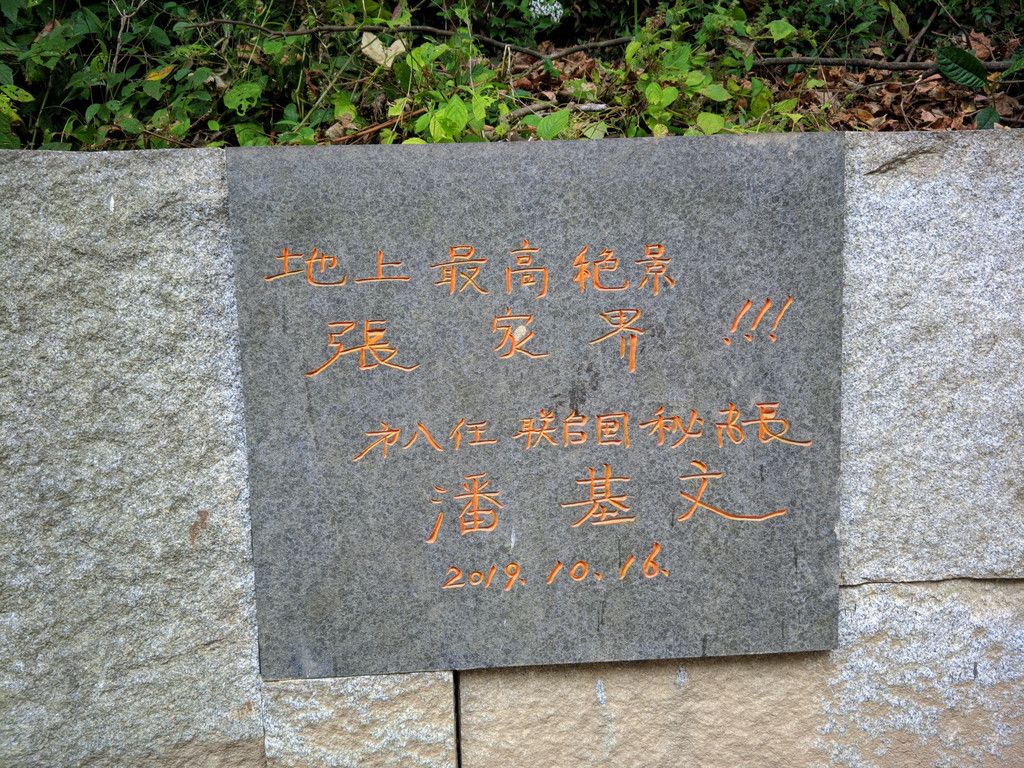 地上最高絶景
張家界!!!
市八任联合国秘書長
潘基文
2019.10.16.